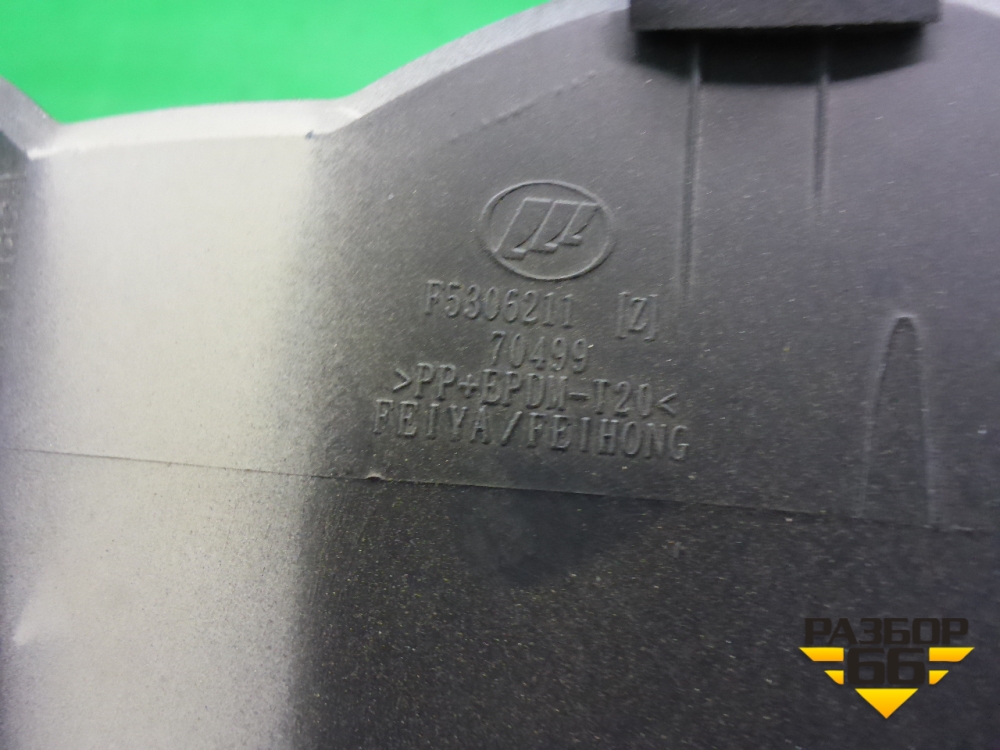 F5306211 [Z]
70499
>PP+EPDM-T20<
FEIYA/FEIHONG
РАЗБОР
66